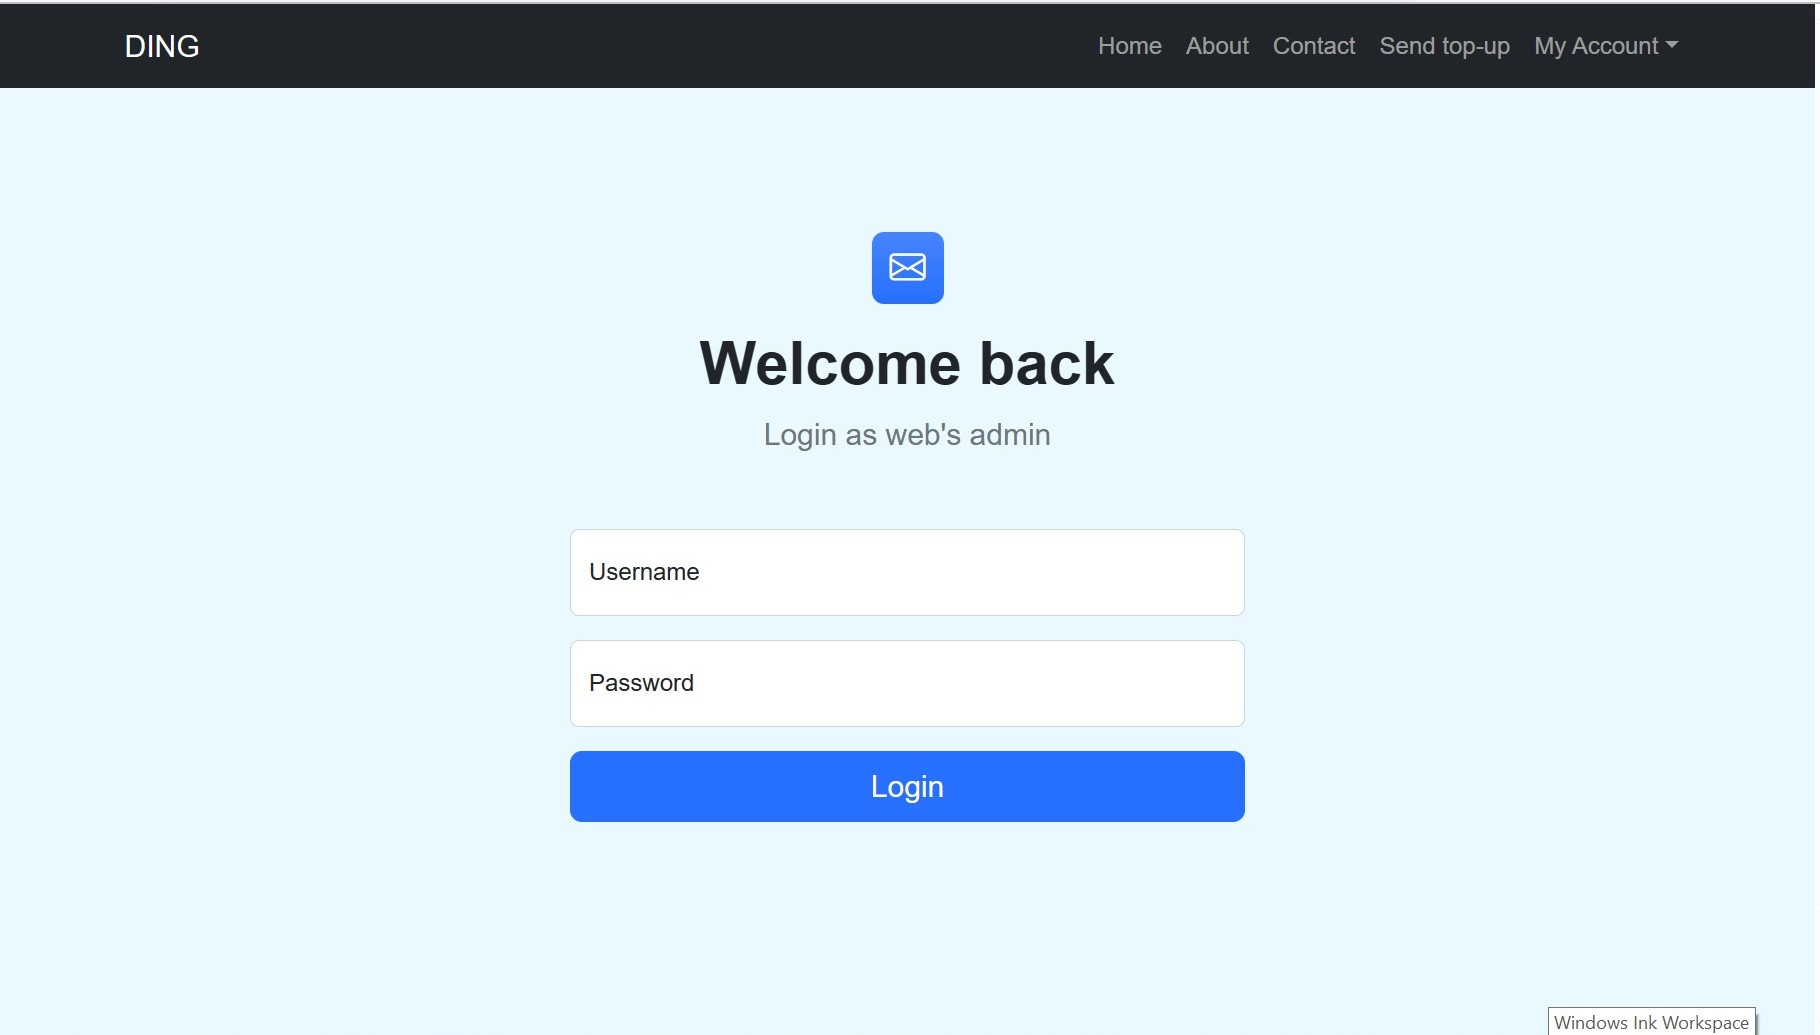 DING
Home About Contact Send top-up My Account
Welcome back
Login as web's admin
Username
Password
Login
Windows Ink Workspace